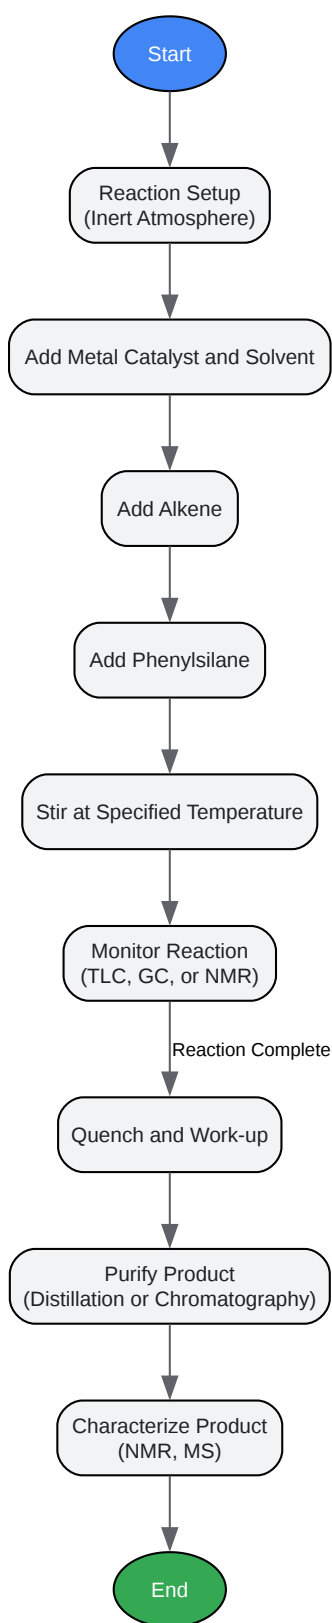 Start
Reaction Setup
(Inert Atmosphere)
Add Metal Catalyst and Solvent
Add Alkene
Add Phenylsilane
Stir at Specified Temperature
Monitor Reaction
(TLC, GC, or NMR)
Reaction Complete
Quench and Work-up
Purify Product
(Distillation or Chromatography)
Characterize Product
(NMR, MS)
End